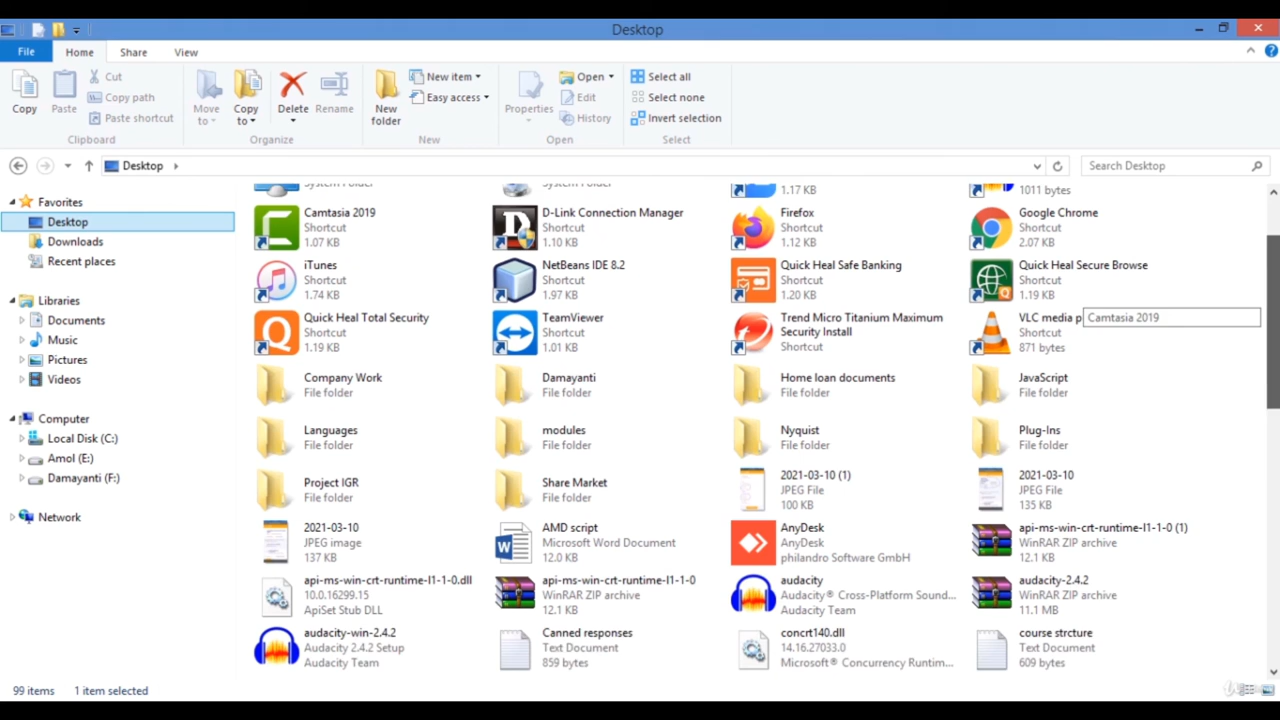 Desktop
File Home Share View
Copy
Paste
Cut
Copy path
Paste shortcut
Clipboard
Move to
Copy to
Delete
Rename
Organize
New folder
New item
Easy access
New
Properties
Open
Edit
History
Open
Select all
Select none
Invert selection
Select
Desktop
Search Desktop
Favorites
Desktop
Downloads
Recent places
Libraries
Documents
Music
Pictures
Videos
Computer
Local Disk (C:)
Amol (E:)
Damayanti (F:)
Network
System Folder
System Folder
1.17 KB
1011 bytes
Camtasia 2019
Shortcut
1.07 KB
D-Link Connection Manager
Shortcut
1.10 KB
Firefox
Shortcut
1.12 KB
Google Chrome
Shortcut
2.07 KB
iTunes
Shortcut
1.74 KB
NetBeans IDE 8.2
Shortcut
1.97 KB
Quick Heal Safe Banking
Shortcut
1.20 KB
Quick Heal Secure Browse
Shortcut
1.19 KB
Quick Heal Total Security
Shortcut
1.19 KB
TeamViewer
Shortcut
1.01 KB
Trend Micro Titanium Maximum
Security Install
Shortcut
VLC media p
Shortcut
871 bytes
Camtasia 2019
Company Work
File folder
Damayanti
File folder
Home loan documents
File folder
JavaScript
File folder
Languages
File folder
modules
File folder
Nyquist
File folder
Plug-Ins
File folder
Project IGR
File folder
Share Market
File folder
2021-03-10 (1)
JPEG File
100 KB
2021-03-10
JPEG File
135 KB
2021-03-10
JPEG image
137 KB
AMD script
Microsoft Word Document
12.0 KB
AnyDesk
AnyDesk
philandro Software GmbH
api-ms-win-crt-runtime-l1-1-0 (1)
WinRAR ZIP archive
12.1 KB
api-ms-win-crt-runtime-l1-1-0.dll
10.0.16299.15
ApiSet Stub DLL
api-ms-win-crt-runtime-l1-1-0
WinRAR ZIP archive
12.1 KB
audacity
Audacity® Cross-Platform Sound...
Audacity Team
audacity-2.4.2
WinRAR ZIP archive
11.1 MB
audacity-win-2.4.2
Audacity 2.4.2 Setup
Audacity Team
Canned responses
Text Document
859 bytes
concrt140.dll
14.16.27033.0
Microsoft® Concurrency Runtim...
course strcture
Text Document
609 bytes
99 items 1 item selected